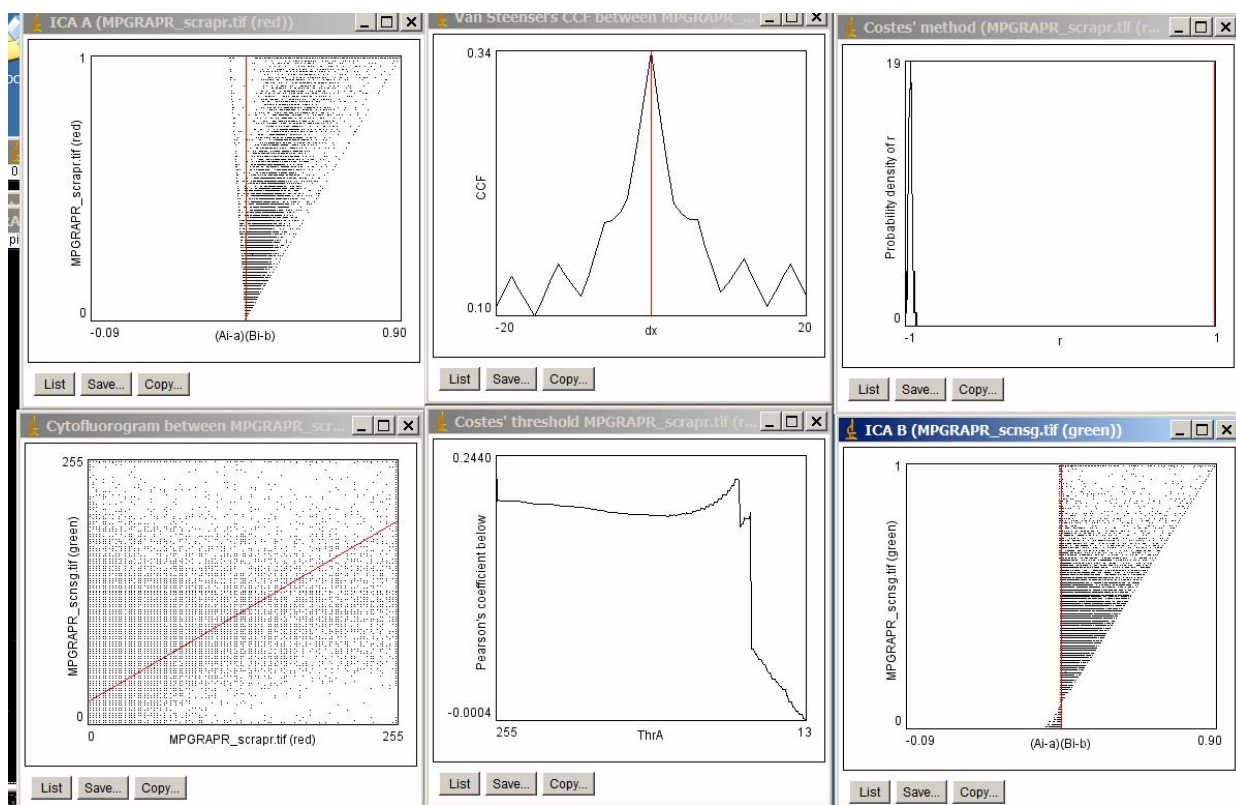 ICA A (MPGRAPR_scrapr.tif (red))
1
MPGRAPR_scrapr.tif (red)
0
-0.09
0.90
(Ai-a)(Bi-b)
List Save... Copy...
Van Steensel's CCF between MPGRAPR_...
0.34
CCF
0.10
-20
20
dx
List Save... Copy...
Costes' method (MPGRAPR_scrapr.tif (r...
19
Probability density of r
0
-1
1
r
List Save... Copy...
Cytofluorogram between MPGRAPR_scr...
255
MPGRAPR_scnsg.tif (green)
0
0
255
MPGRAPR_scrapr.tif (red)
List Save... Copy...
Costes' threshold MPGRAPR_scrapr.tif (r...
0.2440
Pearson's coefficient below
-0.0004
255
13
ThrA
List Save... Copy...
ICA B (MPGRAPR_scnsg.tif (green))
1
MPGRAPR_scnsg.tif (green)
0
-0.09
0.90
(Ai-a)(Bi-b)
List Save... Copy...